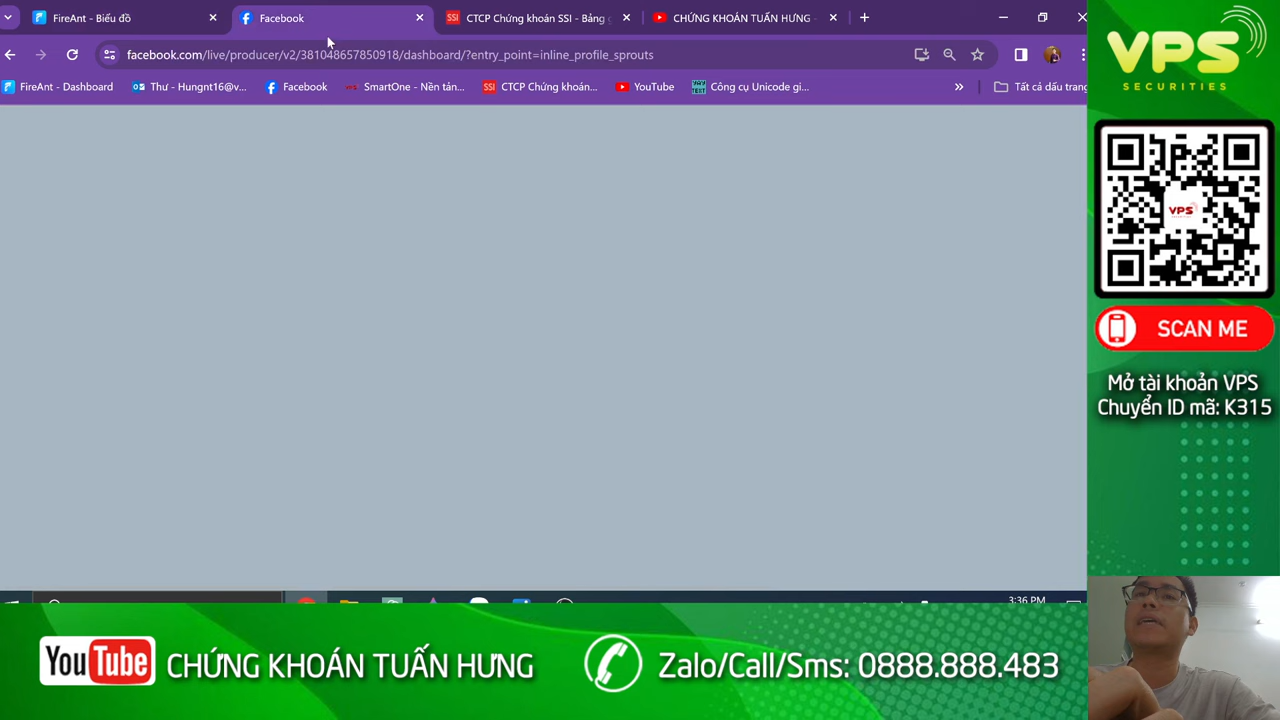 FireAnt - Biểu đồ
Facebook
CTCP Chứng khoán SSI - Bảng g
CHỨNG KHOÁN TUẤN HƯNG -
facebook.com/live/producer/v2/381048657850918/dashboard/?entry_point=inline_profile_sprouts
FireAnt - Dashboard
Thư - Hungnt16@v...
Facebook
SmartOne - Nền tản...
SSI CTCP Chứng khoán...
YouTube
Công cụ Unicode gi...
»
Tất cả dấu trang
VPS
SECURITIES
VPS
SCAN ME
Mở tài khoản VPS
Chuyển ID mã: K315
3:36 PM
YouTube CHỨNG KHOÁN TUẤN HƯNG
Zalo/Call/Sms: 0888.888.483